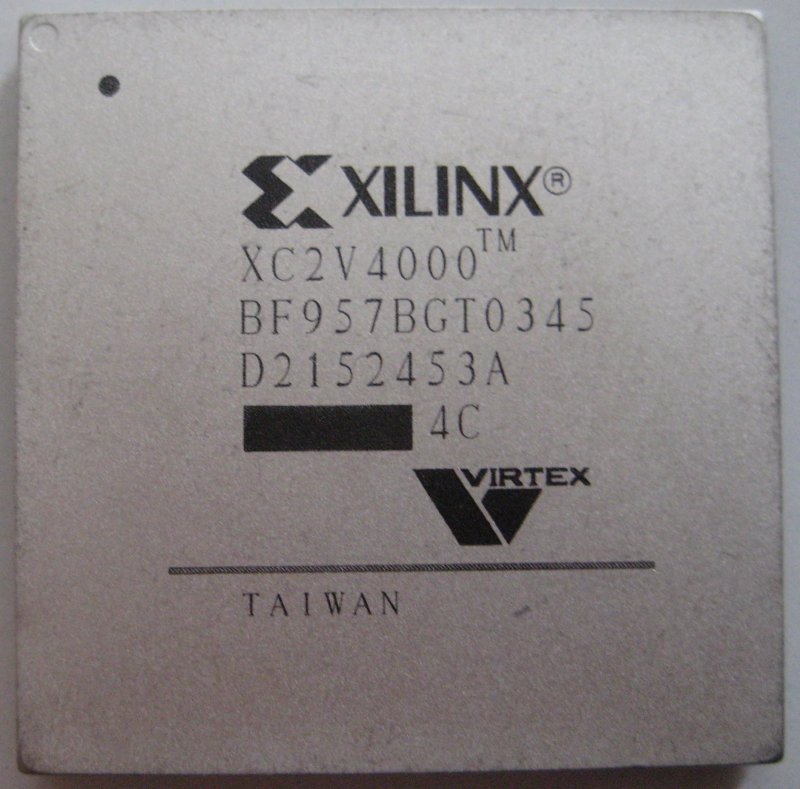 XILINX®
XC2V4000™
BF957BGT0345
D2152453A
4C
VIRTEX
TAIWAN